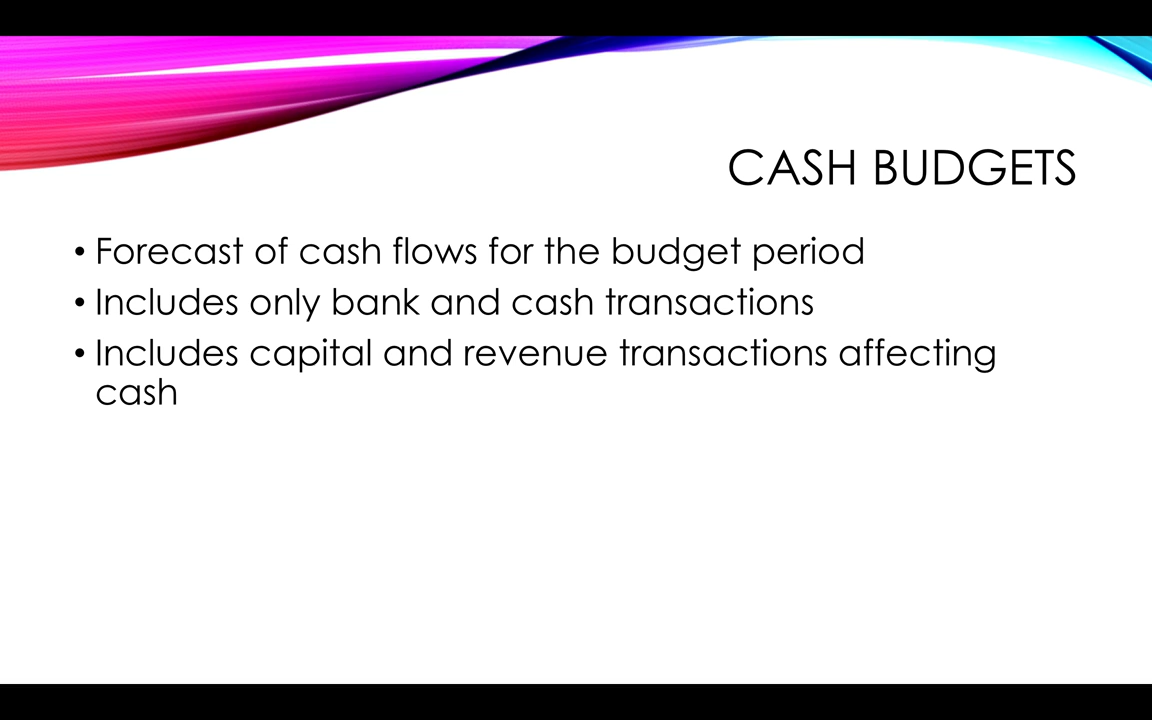 CASH BUDGETS
• Forecast of cash flows for the budget period
• Includes only bank and cash transactions
• Includes capital and revenue transactions affecting
cash